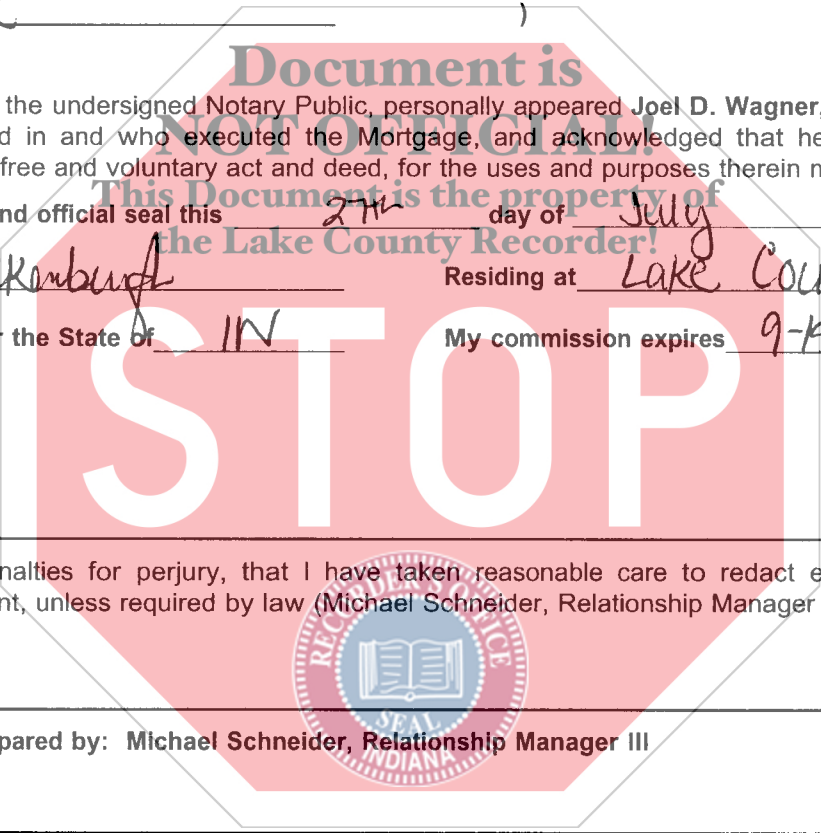 )
Document is
the undersigned Notary Public, personally appeared Joel D. Wagner,
d in and who executed the Mortgage, and acknowledged that he
NOT OFFICIAL!
free and voluntary act and deed, for the uses and purposes therein m
This Document is the property of
nd official seal this 27th day of July
the Lake County Recorder!
kenburgh Residing at Lake Cou
r the State of IN My commission expires 9-19
STOP
nalties for perjury, that I have taken reasonable care to redact e
nt, unless required by law (Michael Schneider, Relationship Manager
RECORDER'S OFFICE
SEAL
INDIANA
pared by: Michael Schneider, Relationship Manager III